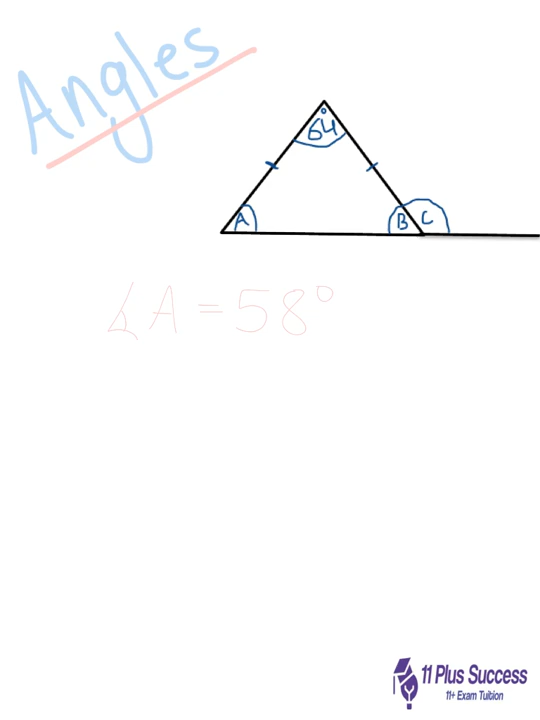 Angles
64°
A
B C
∡A = 58°
11 Plus Success
11+ Exam Tuition